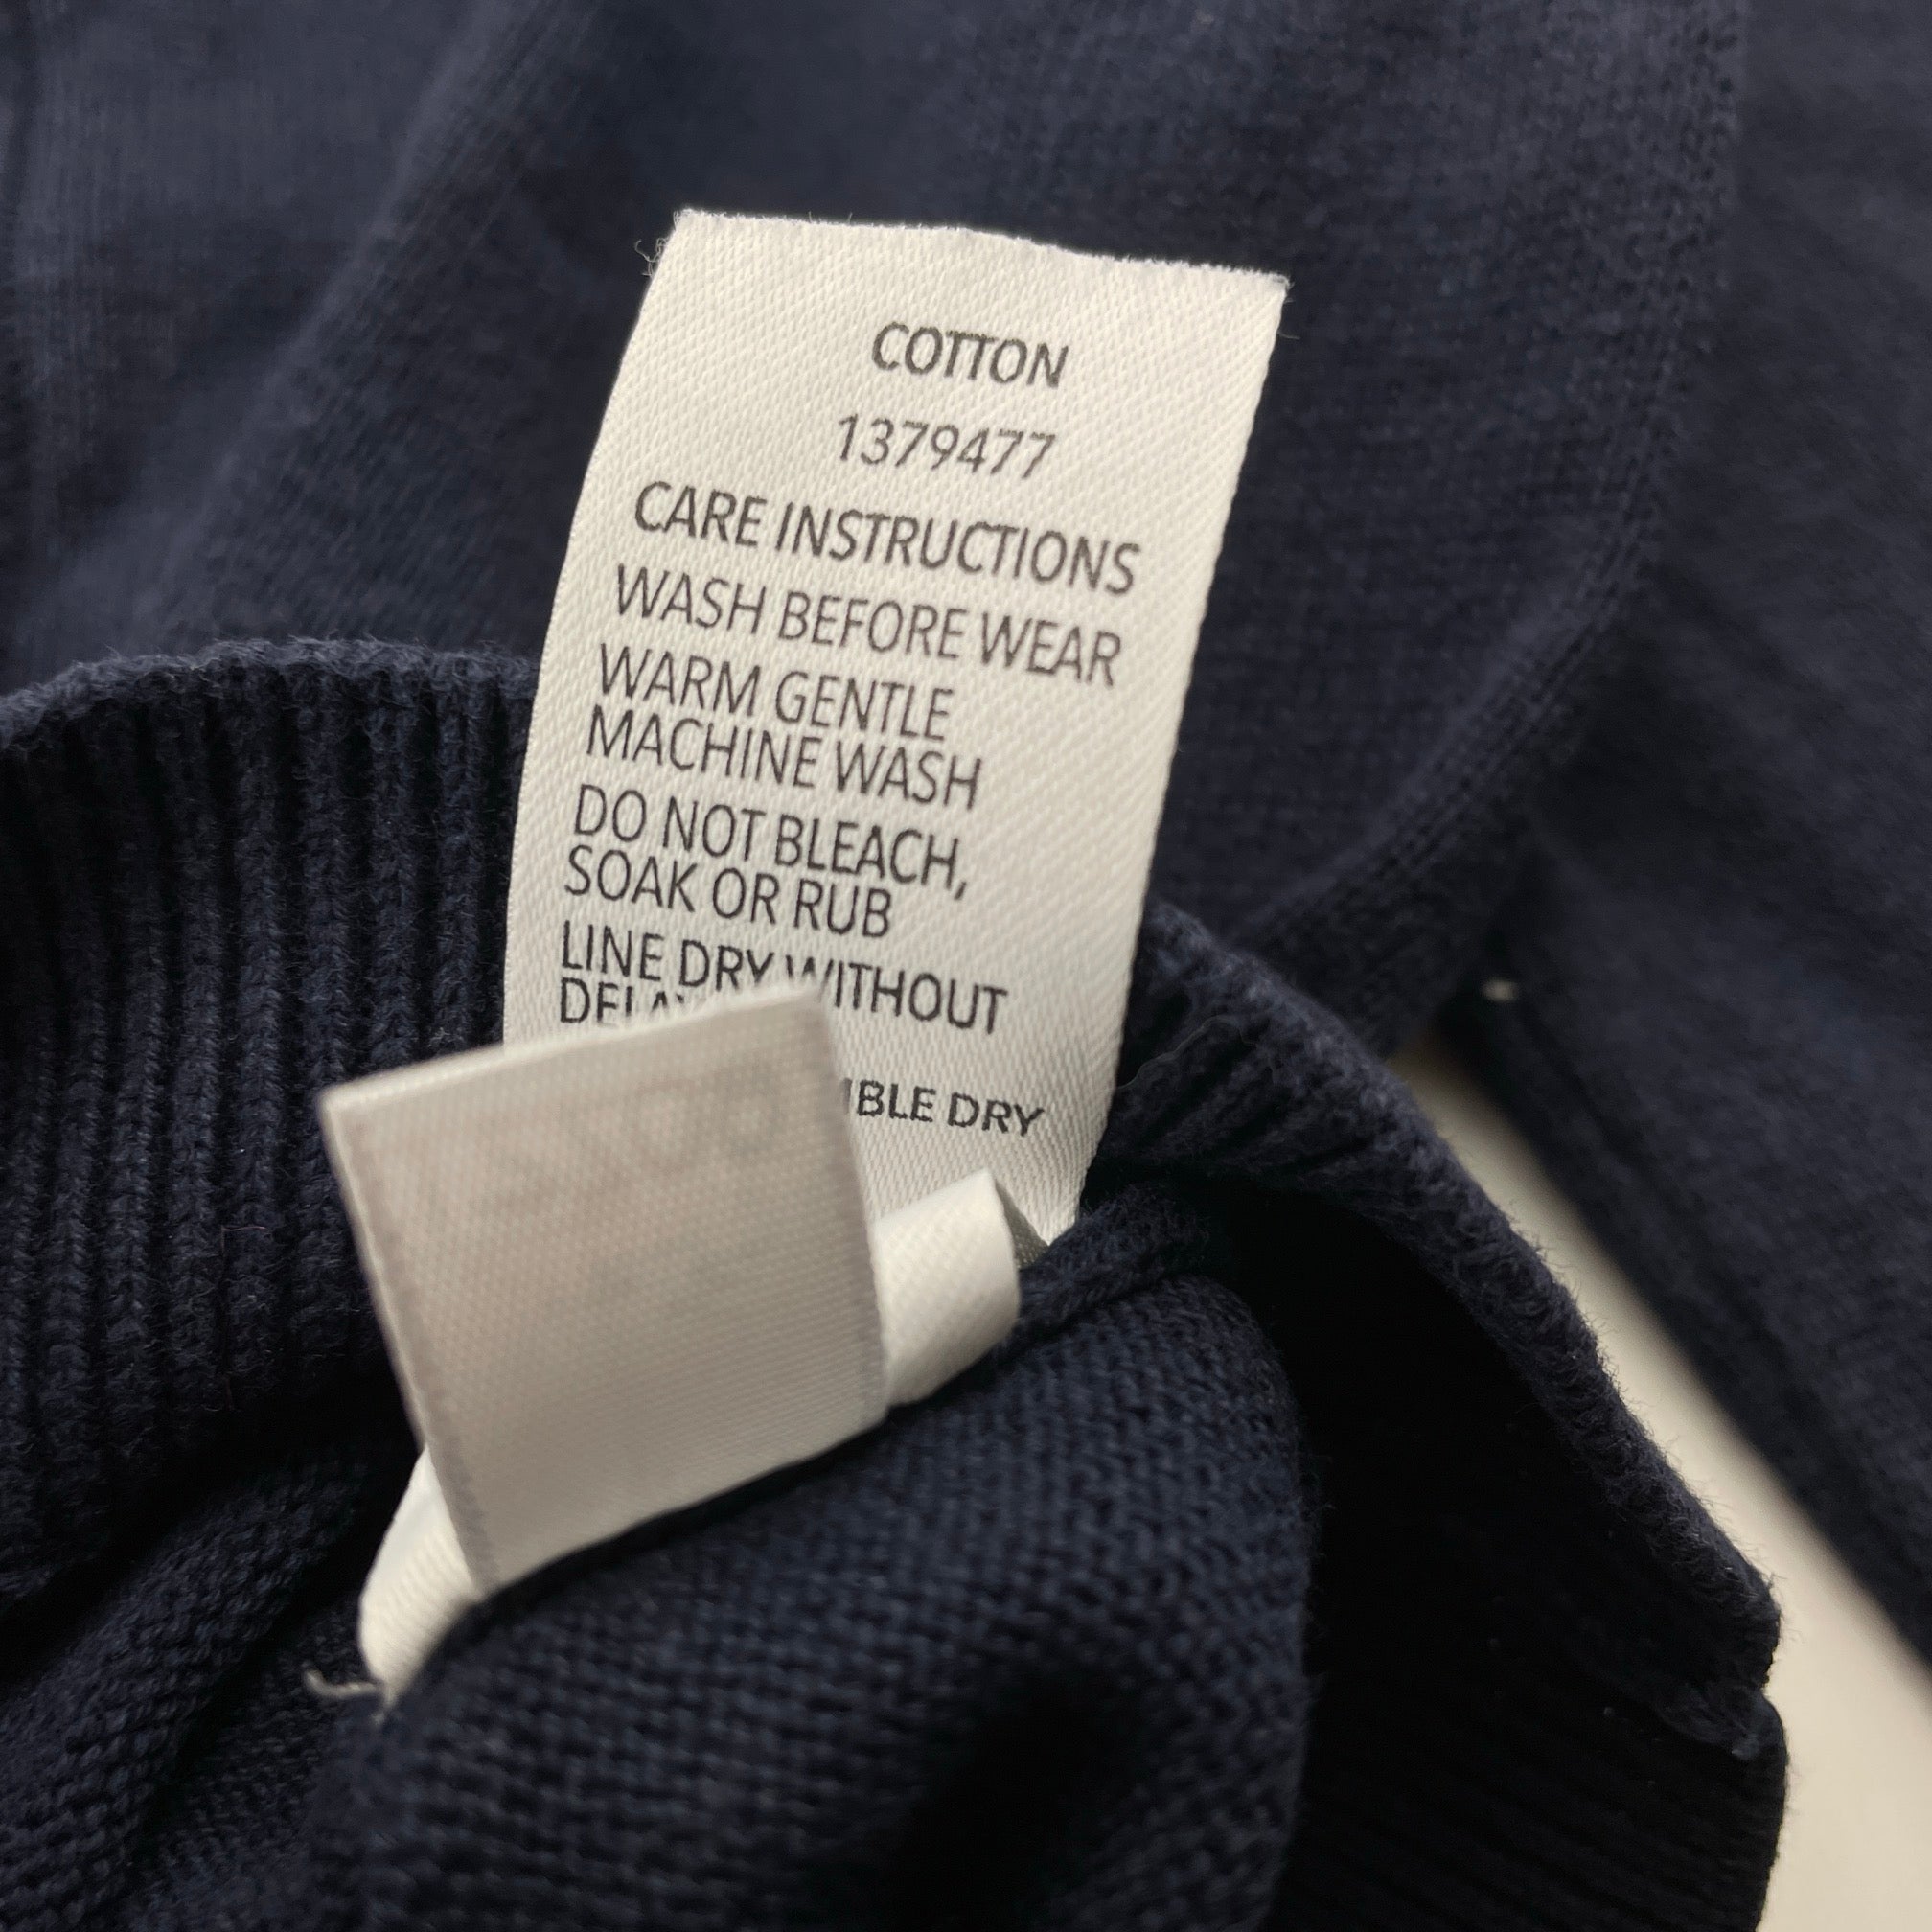 COTTON
1379477
CARE INSTRUCTIONS
WASH BEFORE WEAR
WARM GENTLE
MACHINE WASH
DO NOT BLEACH,
SOAK OR RUB
LINE DRY WITHOUT
DELAY
DRY